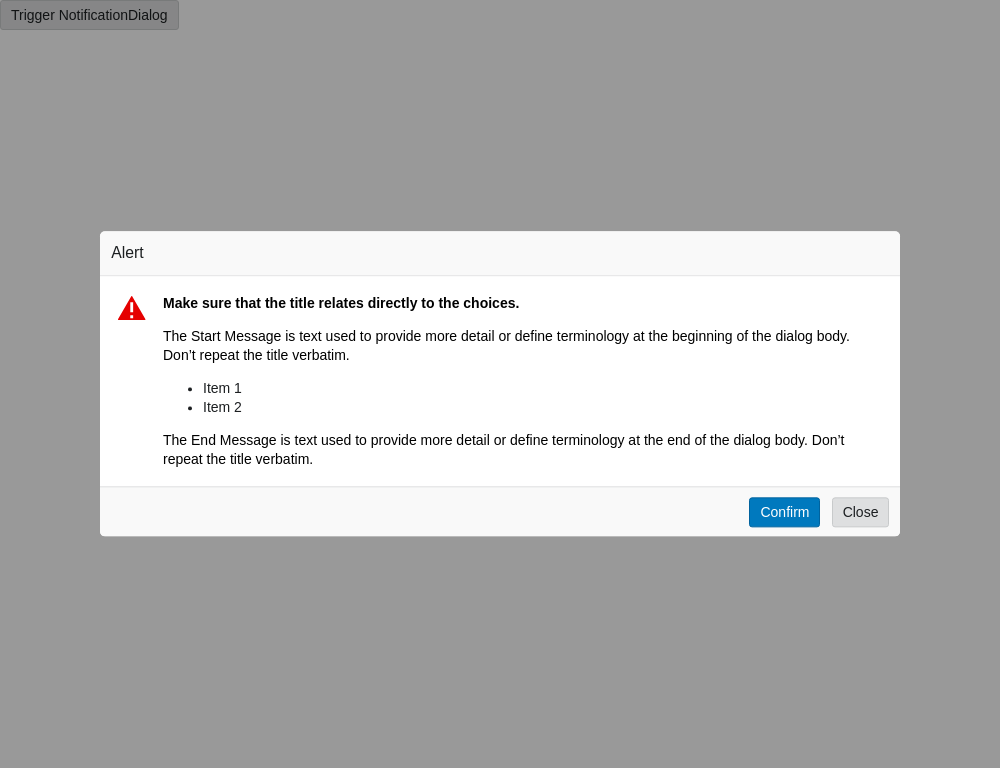 Trigger NotificationDialog
Alert
Make sure that the title relates directly to the choices.
The Start Message is text used to provide more detail or define terminology at the beginning of the dialog body.
Don’t repeat the title verbatim.
• Item 1
• Item 2
The End Message is text used to provide more detail or define terminology at the end of the dialog body. Don’t
repeat the title verbatim.
Confirm Close